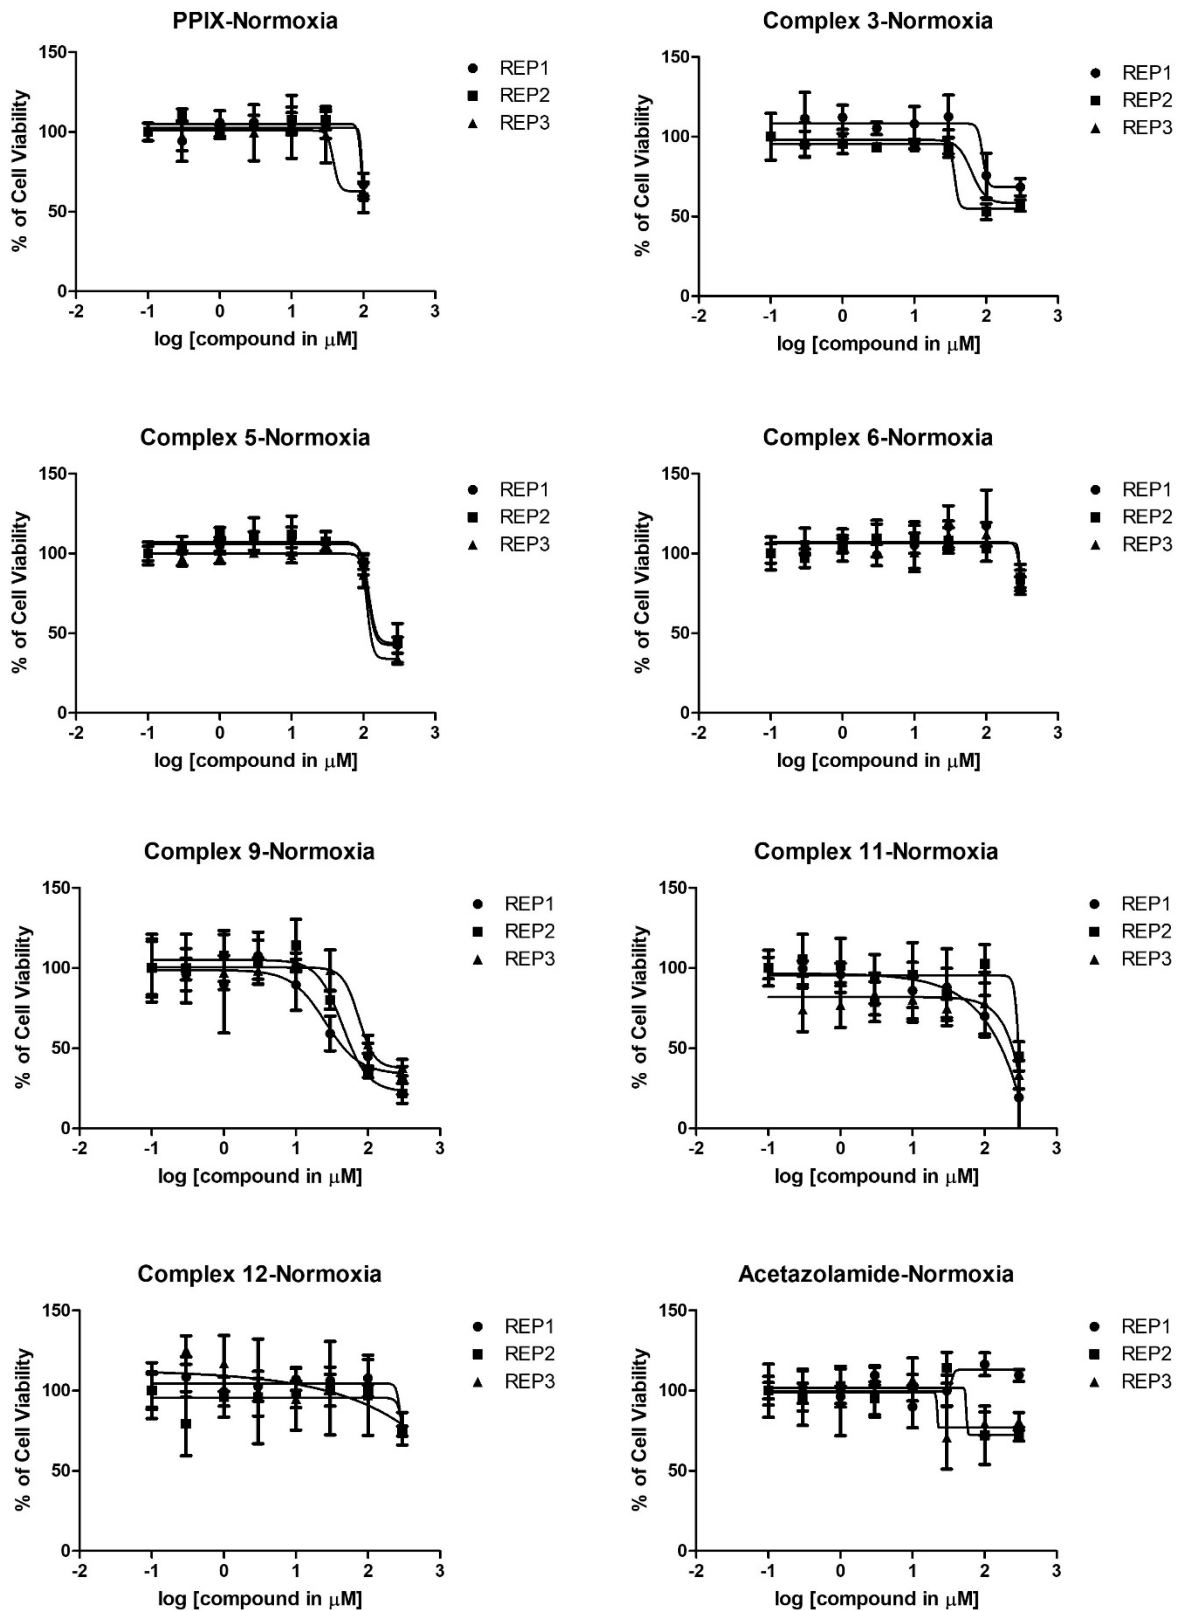 PPIX-Normoxia
150
100
50
0
-2
-1
0
1
2
3
% of Cell Viability
log [compound in μM]
REP1
REP2
REP3
Complex 3-Normoxia
150
100
50
0
-2
-1
0
1
2
3
% of Cell Viability
log [compound in μM]
REP1
REP2
REP3
Complex 5-Normoxia
150
100
50
0
-2
-1
0
1
2
3
% of Cell Viability
log [compound in μM]
REP1
REP2
REP3
Complex 6-Normoxia
150
100
50
0
-2
-1
0
1
2
3
% of Cell Viability
log [compound in μM]
REP1
REP2
REP3
Complex 9-Normoxia
150
100
50
0
-2
-1
0
1
2
3
% of Cell Viability
log [compound in μM]
REP1
REP2
REP3
Complex 11-Normoxia
150
100
50
0
-2
-1
0
1
2
3
% of Cell Viability
log [compound in μM]
REP1
REP2
REP3
Complex 12-Normoxia
150
100
50
0
-2
-1
0
1
2
3
% of Cell Viability
log [compound in μM]
REP1
REP2
REP3
Acetazolamide-Normoxia
150
100
50
0
-2
-1
0
1
2
3
% of Cell Viability
log [compound in μM]
REP1
REP2
REP3